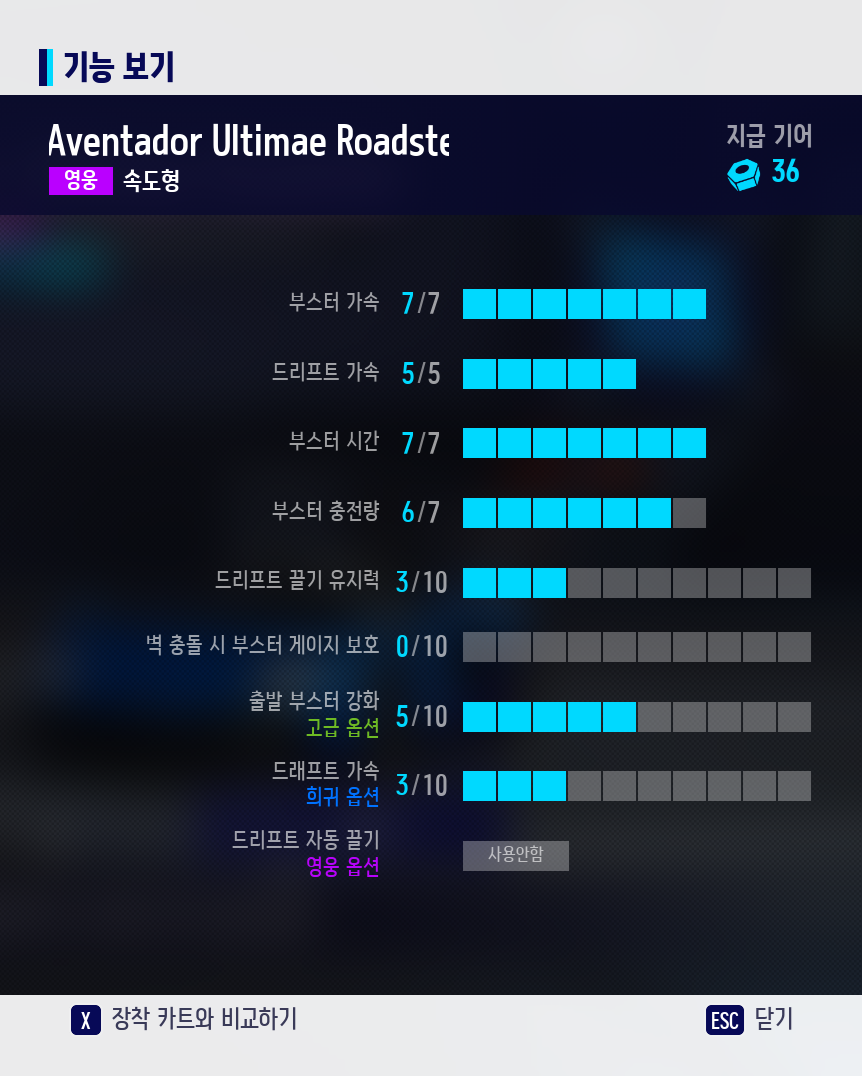 기능 보기
Aventador Ultimae Roadste
영웅 속도형
지급 기어
36
부스터 가속 7/7
드리프트 가속 5/5
부스터 시간 7/7
부스터 충전량 6/7
드리프트 끌기 유지력 3/10
벽 충돌 시 부스터 게이지 보호 0/10
출발 부스터 강화 5/10
고급 옵션
드래프트 가속 3/10
희귀 옵션
드리프트 자동 끌기 사용안함
영웅 옵션
X 장착 카트와 비교하기
ESC 닫기